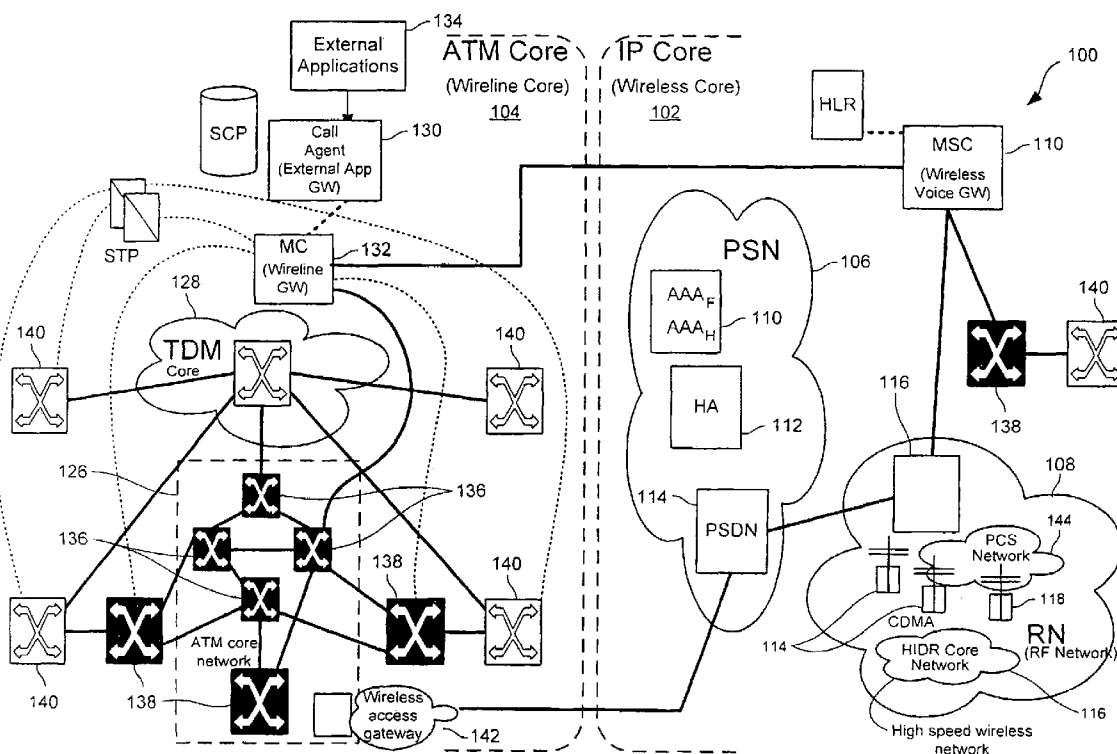 134
External
Applications
ATM Core
(Wireline Core)
104
IP Core
(Wireless Core)
102
100
HLR
SCP
130
Call
Agent
(External App
GW)
MSC
(Wireless
Voice GW)
110
STP
MC
(Wireline
GW)
132
PSN
106
128
AAAF
AAAH
110
140
TDM
Core
140
140
HA
112
138
116
126
136
108
114
PSDN
144
PCS
Network
136
138
140
118
CDMA
114
RN
(RF Network)
ATM core
network
HIDR Core
Network
140
138
138
Wireless
access
gateway
142
116
High speed wireless
network